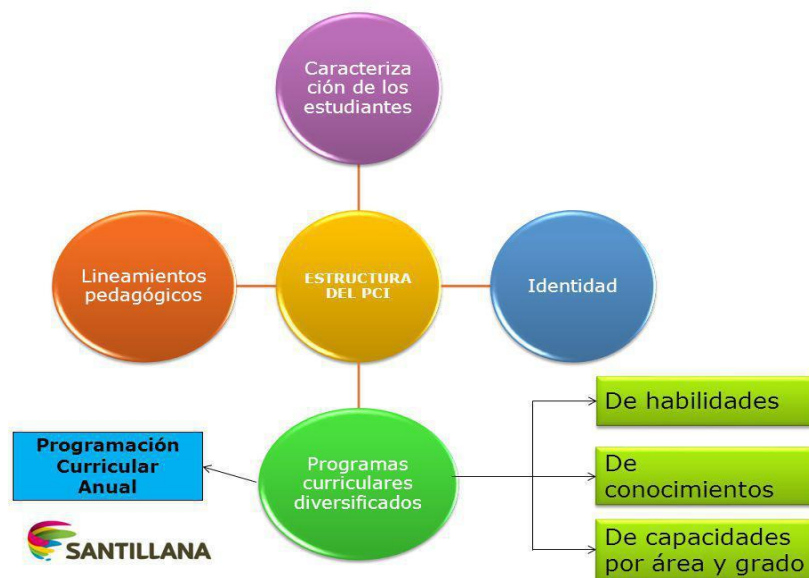 Caracteriza
ción de los
estudiantes
Lineamientos
pedagógicos
ESTRUCTURA
DEL PCI
Identidad
Programas
curriculares
diversificados
Programación
Curricular
Anual
De habilidades
De
conocimientos
De capacidades
por área y grado
SANTILLANA